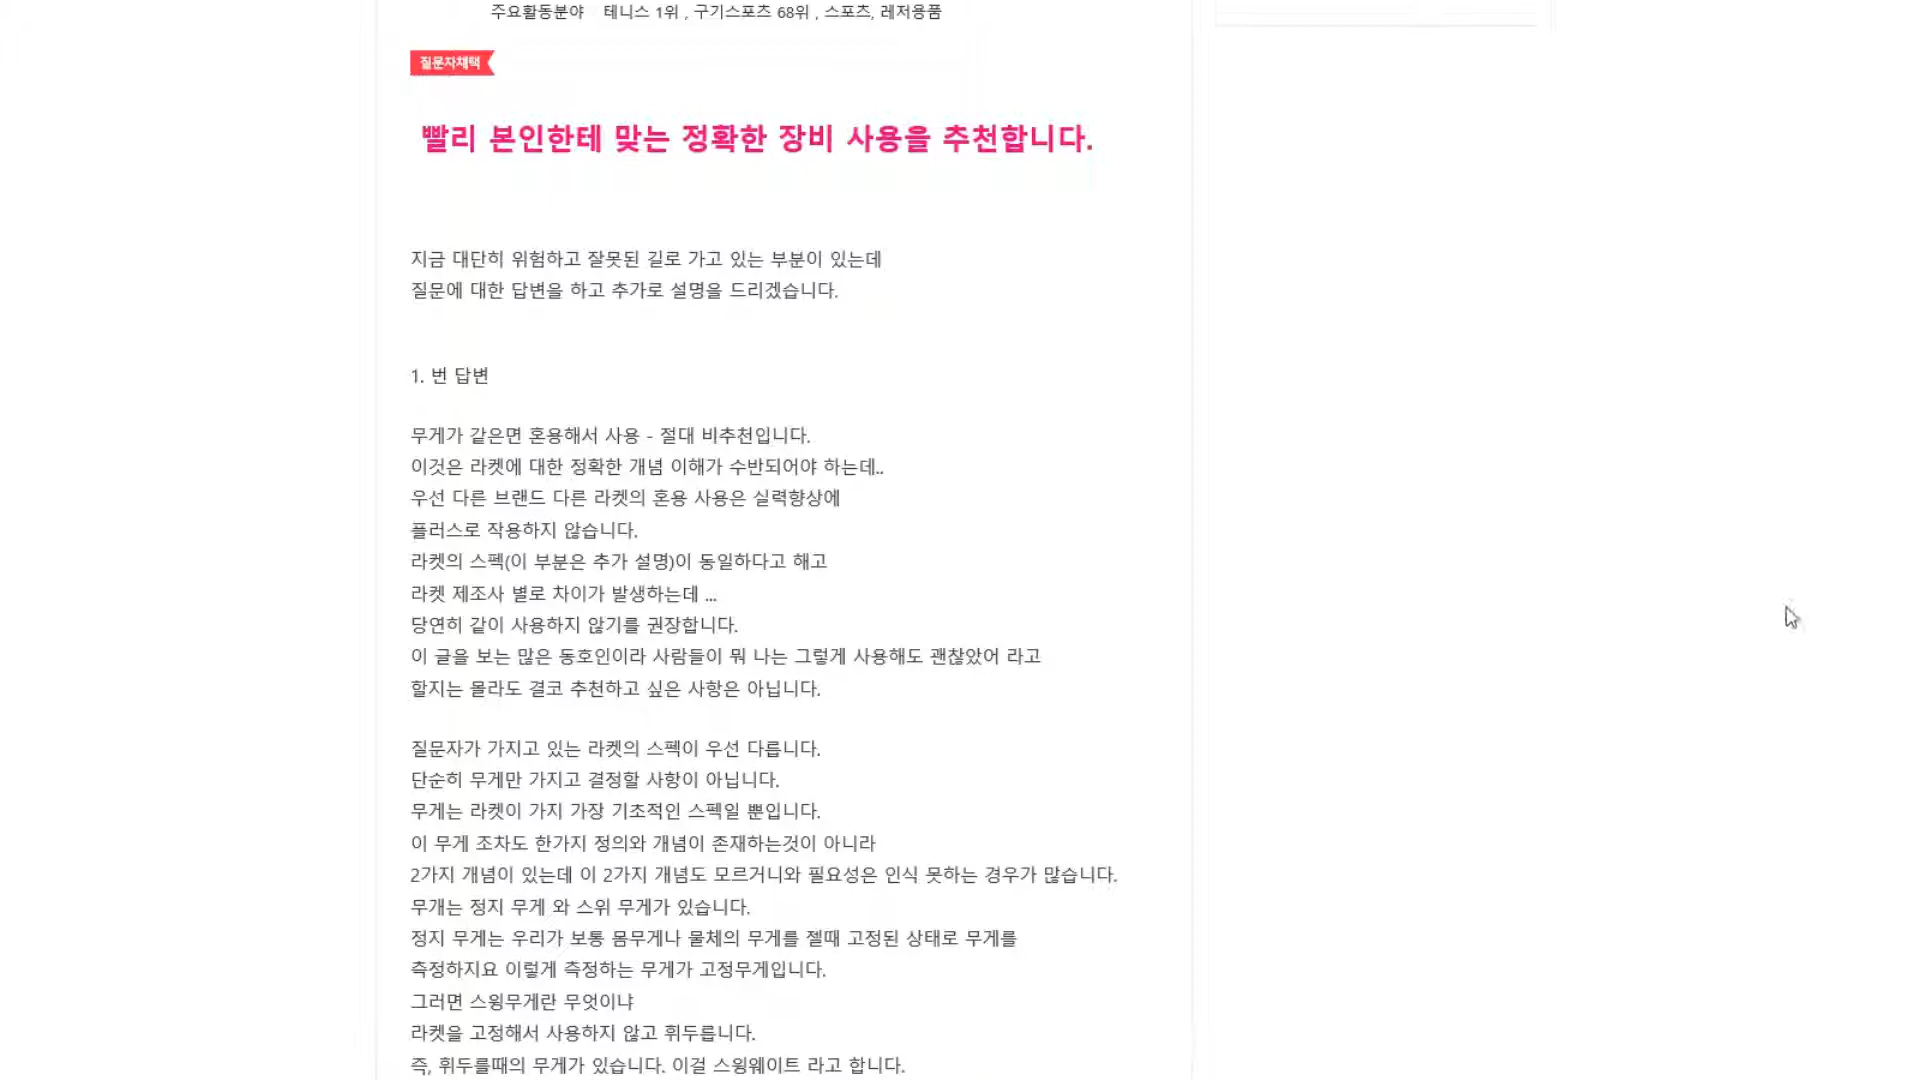 주요활동분야 테니스 1위 , 구기스포츠 68위 , 스포츠, 레저용품
질문자채택
빨리 본인한테 맞는 정확한 장비 사용을 추천합니다.
지금 대단히 위험하고 잘못된 길로 가고 있는 부분이 있는데
질문에 대한 답변을 하고 추가로 설명을 드리겠습니다.
1. 번 답변
무게가 같은면 혼용해서 사용 - 절대 비추천입니다.
이것은 라켓에 대한 정확한 개념 이해가 수반되어야 하는데..
우선 다른 브랜드 다른 라켓의 혼용 사용은 실력향상에
플러스로 작용하지 않습니다.
라켓의 스펙(이 부분은 추가 설명)이 동일하다고 해고
라켓 제조사 별로 차이가 발생하는데 ...
당연히 같이 사용하지 않기를 권장합니다.
이 글을 보는 많은 동호인이라 사람들이 뭐 나는 그렇게 사용해도 괜찮았어 라고
할지는 몰라도 결코 추천하고 싶은 사항은 아닙니다.
질문자가 가지고 있는 라켓의 스펙이 우선 다릅니다.
단순히 무게만 가지고 결정할 사항이 아닙니다.
무게는 라켓이 가지 가장 기초적인 스펙일 뿐입니다.
이 무게 조차도 한가지 정의와 개념이 존재하는것이 아니라
2가지 개념이 있는데 이 2가지 개념도 모르거니와 필요성은 인식 못하는 경우가 많습니다.
무개는 정지 무게 와 스위 무게가 있습니다.
정지 무게는 우리가 보통 몸무게나 물체의 무게를 젤때 고정된 상태로 무게를
측정하지요 이렇게 측정하는 무게가 고정무게입니다.
그러면 스윙무게란 무엇이냐
라켓을 고정해서 사용하지 않고 휘두릅니다.
즉, 휘두를때의 무게가 있습니다. 이걸 스윙웨이트 라고 합니다.